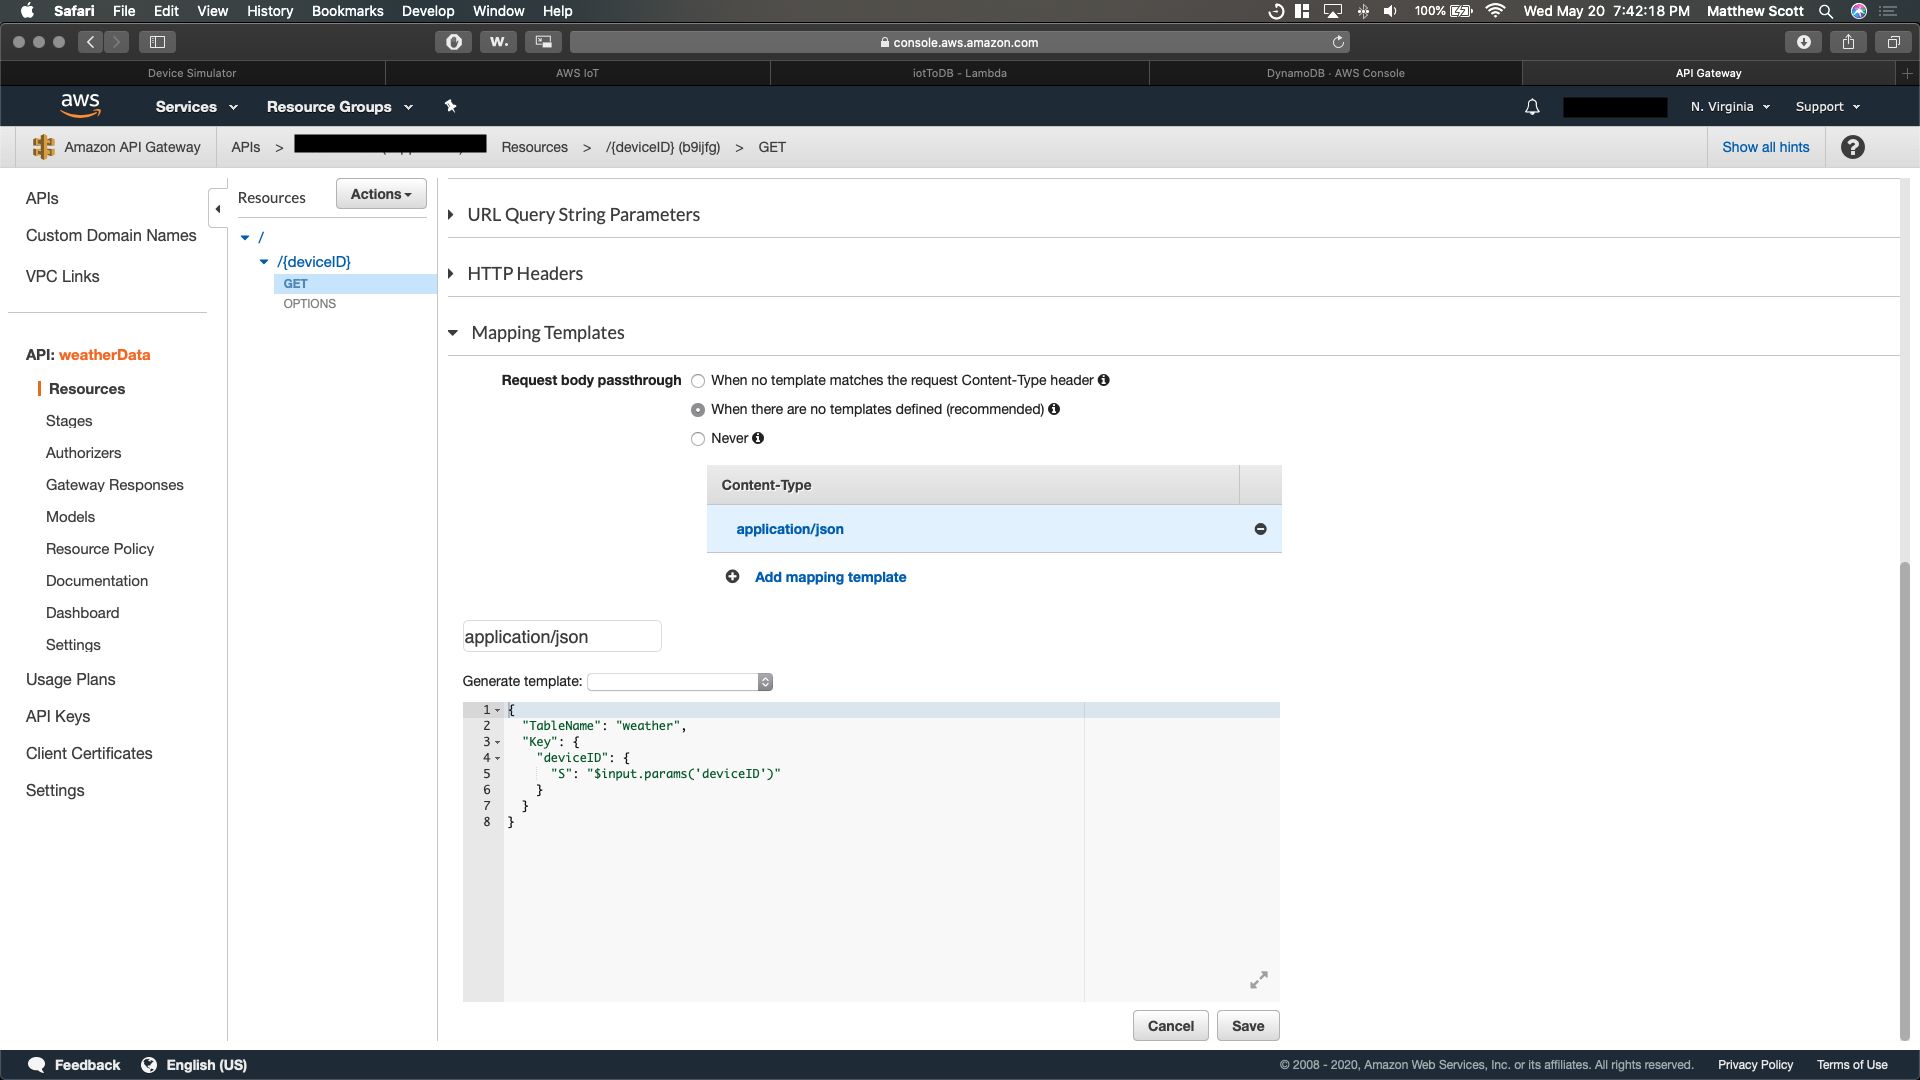 Safari File Edit View History Bookmarks Develop Window Help 100% Wed May 20 7:42:18 PM Matthew Scott
W. console.aws.amazon.com
Device Simulator AWS IoT iotToDB - Lambda DynamoDB · AWS Console API Gateway
aws Services Resource Groups N. Virginia Support
Amazon API Gateway APIs > Resources > /{deviceID} (b9ijfg) > GET Show all hints ?
APIs
Custom Domain Names
VPC Links
API: weatherData
Resources
Stages
Authorizers
Gateway Responses
Models
Resource Policy
Documentation
Dashboard
Settings
Usage Plans
API Keys
Client Certificates
Settings
Resources Actions
/
/{deviceID}
GET
OPTIONS
URL Query String Parameters
HTTP Headers
Mapping Templates
Request body passthrough When no template matches the request Content-Type header
When there are no templates defined (recommended)
Never
Content-Type
application/json
Add mapping template
application/json
Generate template:
1 {
2 "TableName": "weather",
3 "Key": {
4 "deviceID": {
5 "S": "$input.params('deviceID')"
6 }
7 }
8 }
Cancel Save
Feedback English (US) © 2008 - 2020, Amazon Web Services, Inc. or its affiliates. All rights reserved. Privacy Policy Terms of Use